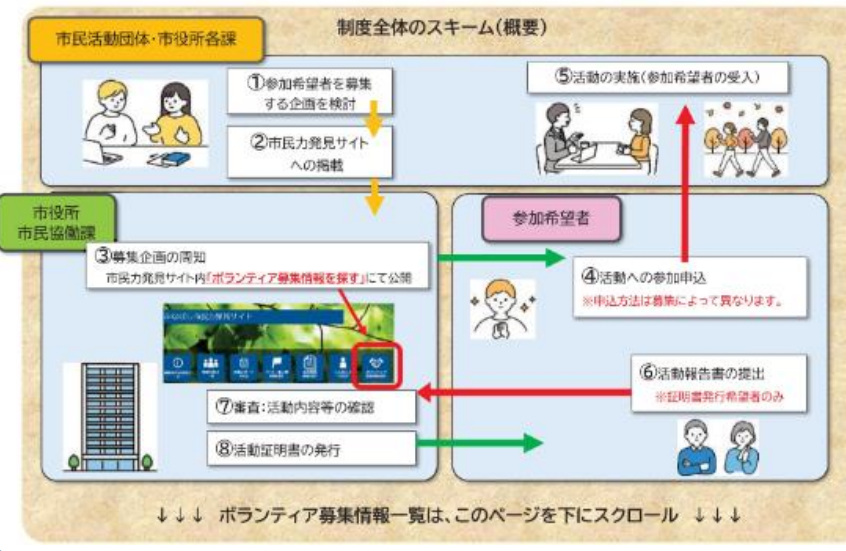 制度全体のスキーム(概要)
市民活動団体・市役所各課
①参加希望者を募集
する企画を検討
②市民力発見サイト
への掲載
⑤活動の実施(参加希望者の受入)
市役所
市民協働課
③募集企画の周知
市民力発見サイト内「ボランティア募集情報を探す」にて公開
参加希望者
④活動への参加申込
※申込方法は募集によって異なります。
⑥活動報告書の提出
※証明書発行希望者のみ
⑦審査:活動内容等の確認
⑧活動証明書の発行
↓↓↓ ボランティア募集情報一覧は、このページを下にスクロール ↓↓↓